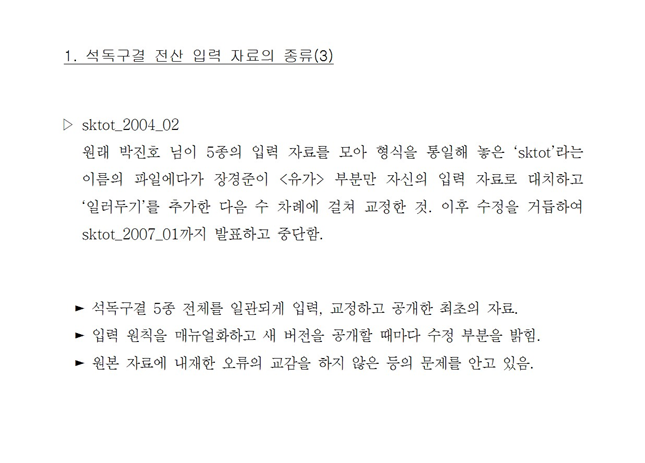 1. 석독구결 전산 입력 자료의 종류(3)
▷ sktot_2004_02
원래 박진호 님이 5종의 입력 자료를 모아 형식을 통일해 놓은 ‘sktot’라는
이름의 파일에다가 장경준이 <유가> 부분만 자신의 입력 자료로 대치하고
‘일러두기’를 추가한 다음 수 차례에 걸쳐 교정한 것. 이후 수정을 거듭하여
sktot_2007_01까지 발표하고 중단함.
► 석독구결 5종 전체를 일관되게 입력, 교정하고 공개한 최초의 자료.
► 입력 원칙을 매뉴얼화하고 새 버전을 공개할 때마다 수정 부분을 밝힘.
► 원본 자료에 내재한 오류의 교감을 하지 않은 등의 문제를 안고 있음.